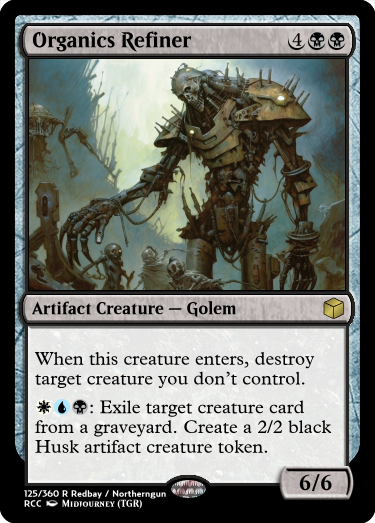 Organics Refiner 4
Artifact Creature — Golem
When this creature enters, destroy
target creature you don't control.
: Exile target creature card
from a graveyard. Create a 2/2 black
Husk artifact creature token.
6/6
125/360 R Redbay / Northerngun
RCC Midjourney (TGR)